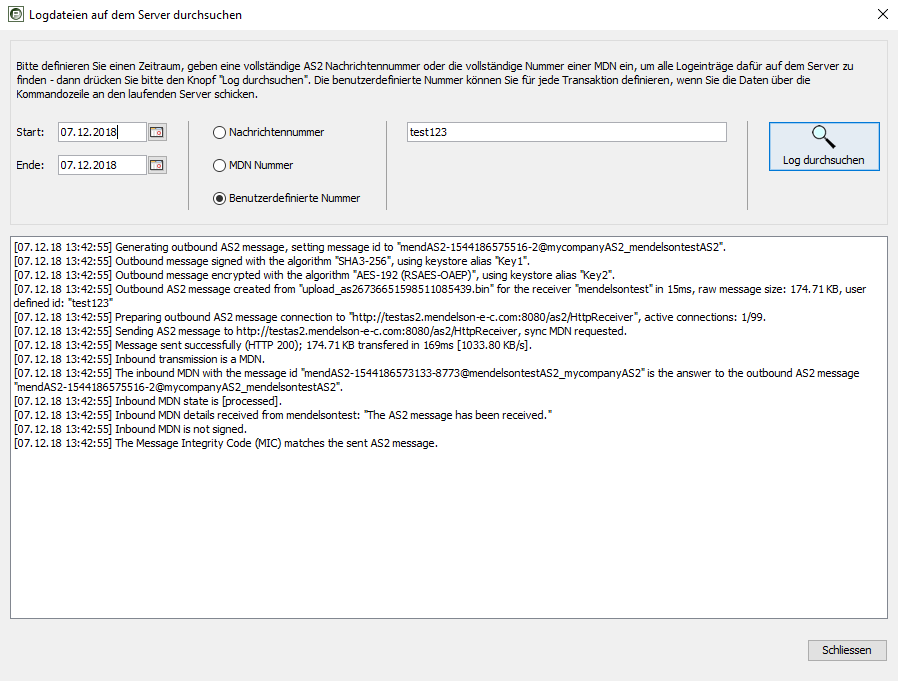 Logdateien auf dem Server durchsuchen
Bitte definieren Sie einen Zeitraum, geben eine vollständige AS2 Nachrichtennummer oder die vollständige Nummer einer MDN ein, um alle Logeinträge dafür auf dem Server zu
finden - dann drücken Sie bitte den Knopf "Log durchsuchen". Die benutzerdefinierte Nummer können Sie für jede Transaktion definieren, wenn Sie die Daten über die
Kommandozeile an den laufenden Server schicken.
Start: 07.12.2018 Nachrichtennummer test123
Ende: 07.12.2018 MDN Nummer Log durchsuchen
Benutzerdefinierte Nummer
[07.12.18 13:42:55] Generating outbound AS2 message, setting message id to "mendAS2-1544186575516-2@mycompanyAS2_mendelsontestAS2".
[07.12.18 13:42:55] Outbound message signed with the algorithm "SHA3-256", using keystore alias "Key1".
[07.12.18 13:42:55] Outbound message encrypted with the algorithm "AES-192 (RSAES-OAEP)", using keystore alias "Key2".
[07.12.18 13:42:55] Outbound AS2 message created from "upload_as26736651598511085439.bin" for the receiver "mendelsontest" in 15ms, raw message size: 174.71 KB, user
defined id: "test123"
[07.12.18 13:42:55] Preparing outbound AS2 message connection to "http://testas2.mendelson-e-c.com:8080/as2/HttpReceiver", active connections: 1/99.
[07.12.18 13:42:55] Sending AS2 message to http://testas2.mendelson-e-c.com:8080/as2/HttpReceiver, sync MDN requested.
[07.12.18 13:42:55] Message sent successfully (HTTP 200); 174.71 KB transfered in 169ms [1033.80 KB/s].
[07.12.18 13:42:55] Inbound transmission is a MDN.
[07.12.18 13:42:55] The inbound MDN with the message id "mendAS2-1544186573133-8773@mendelsontestAS2_mycompanyAS2" is the answer to the outbound AS2 message
"mendAS2-1544186575516-2@mycompanyAS2_mendelsontestAS2".
[07.12.18 13:42:55] Inbound MDN state is [processed].
[07.12.18 13:42:55] Inbound MDN details received from mendelsontest: "The AS2 message has been received."
[07.12.18 13:42:55] Inbound MDN is not signed.
[07.12.18 13:42:55] The Message Integrity Code (MIC) matches the sent AS2 message.
Schliessen